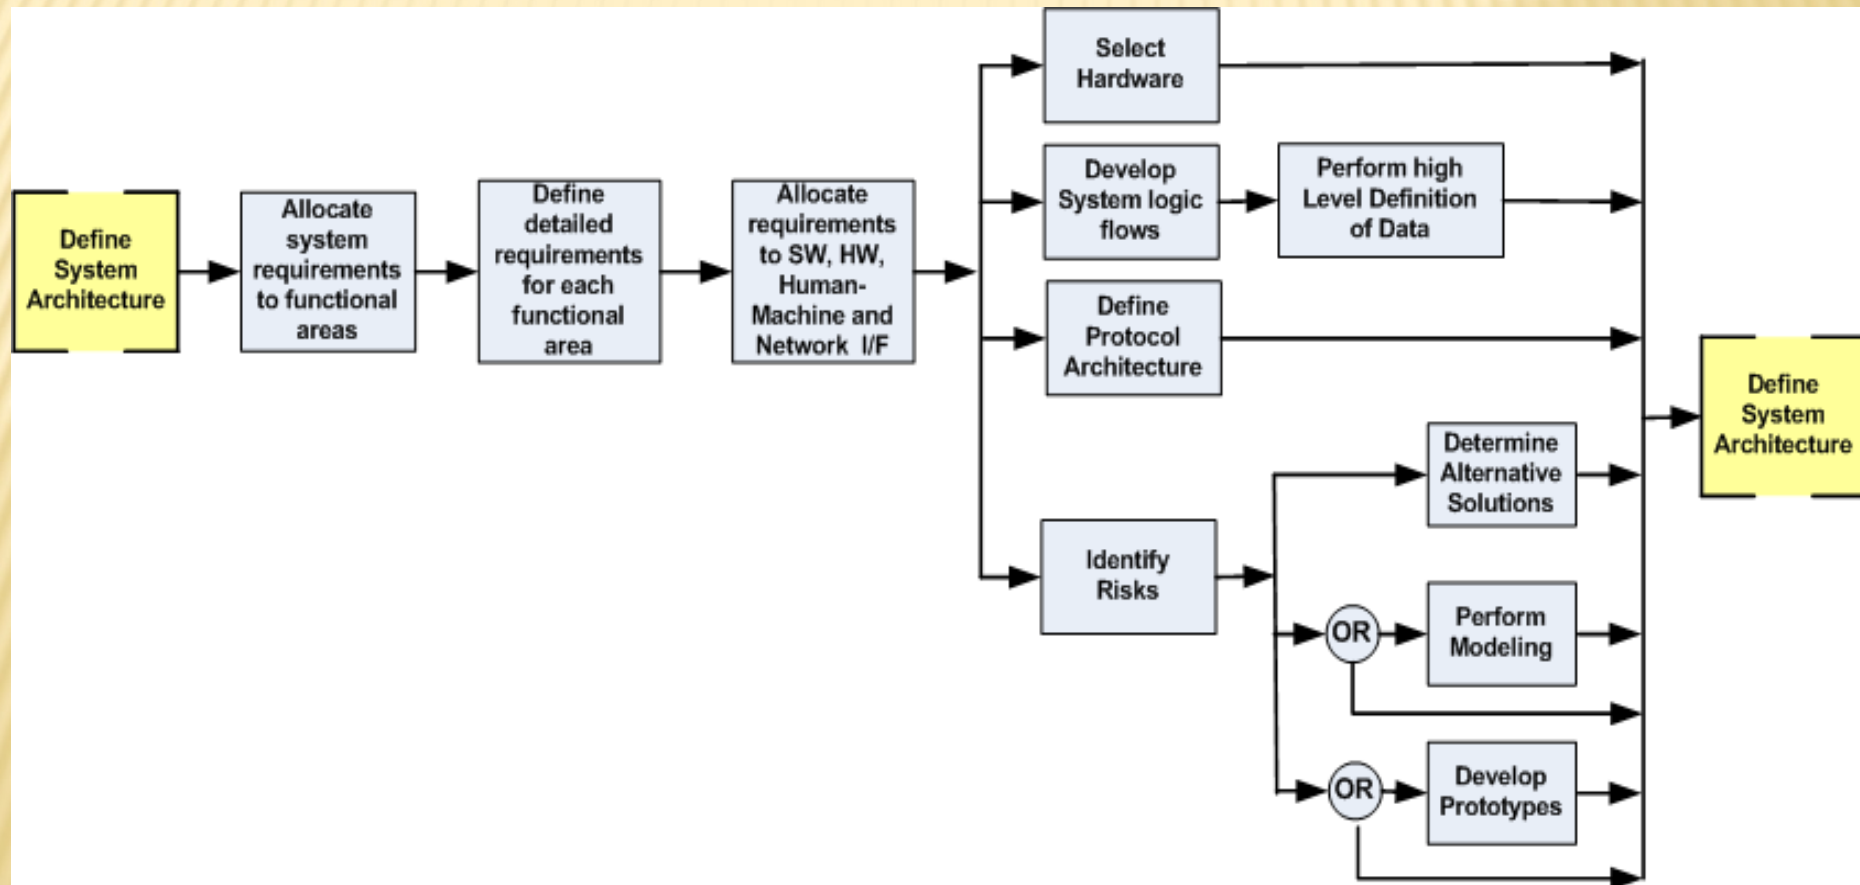 Define
System
Architecture
Allocate
system
requirements
to functional
areas
Define
detailed
requirements
for each
functional
area
Allocate
requirements
to SW, HW,
Human-
Machine and
Network I/F
Select
Hardware
Develop
System logic
flows
Perform high
Level Definition
of Data
Define
Protocol
Architecture
Identify
Risks
Determine
Alternative
Solutions
OR
Perform
Modeling
OR
Develop
Prototypes
Define
System
Architecture